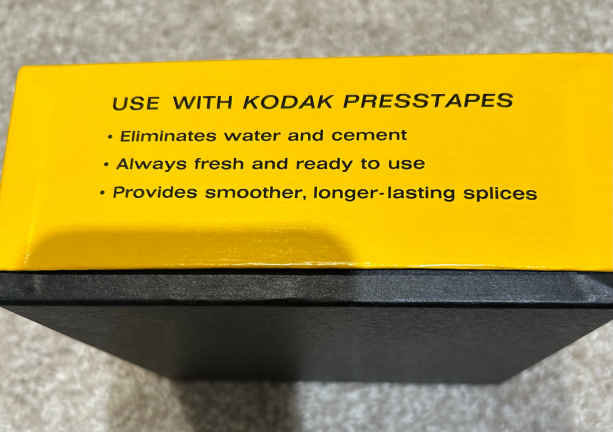 USE WITH KODAK PRESSTAPES
• Eliminates water and cement
• Always fresh and ready to use
• Provides smoother, longer-lasting splices